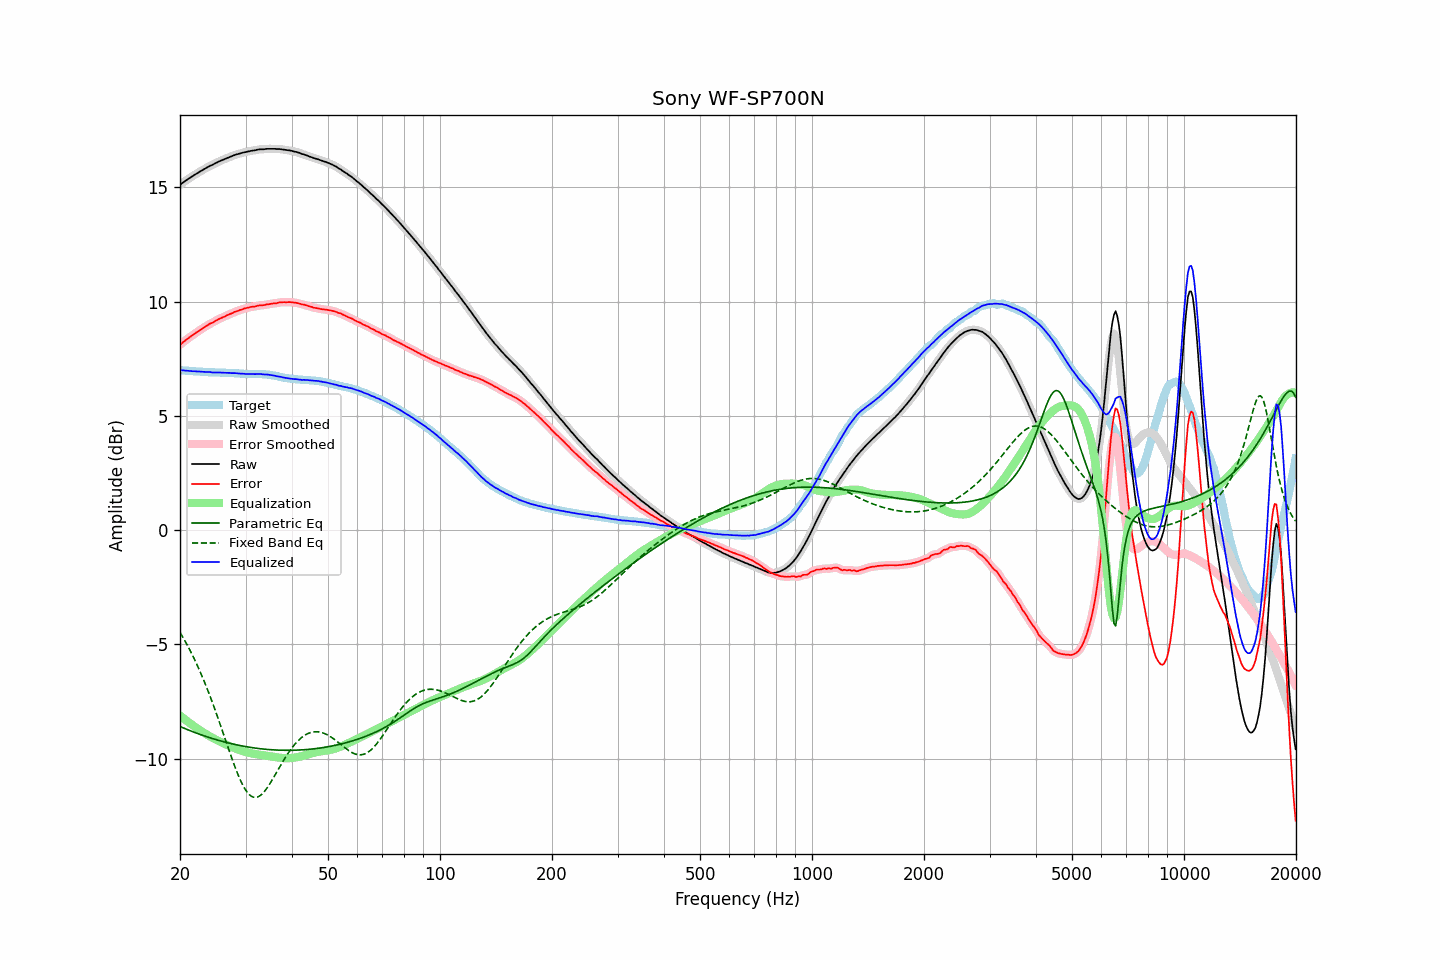 Sony WF-SP700N
Amplitude (dBr)
15
10
5
0
−5
−10
Target
Raw Smoothed
Error Smoothed
Raw
Error
Equalization
Parametric Eq
Fixed Band Eq
Equalized
20 50 100 200 500 1000 2000 5000 10000 20000
Frequency (Hz)